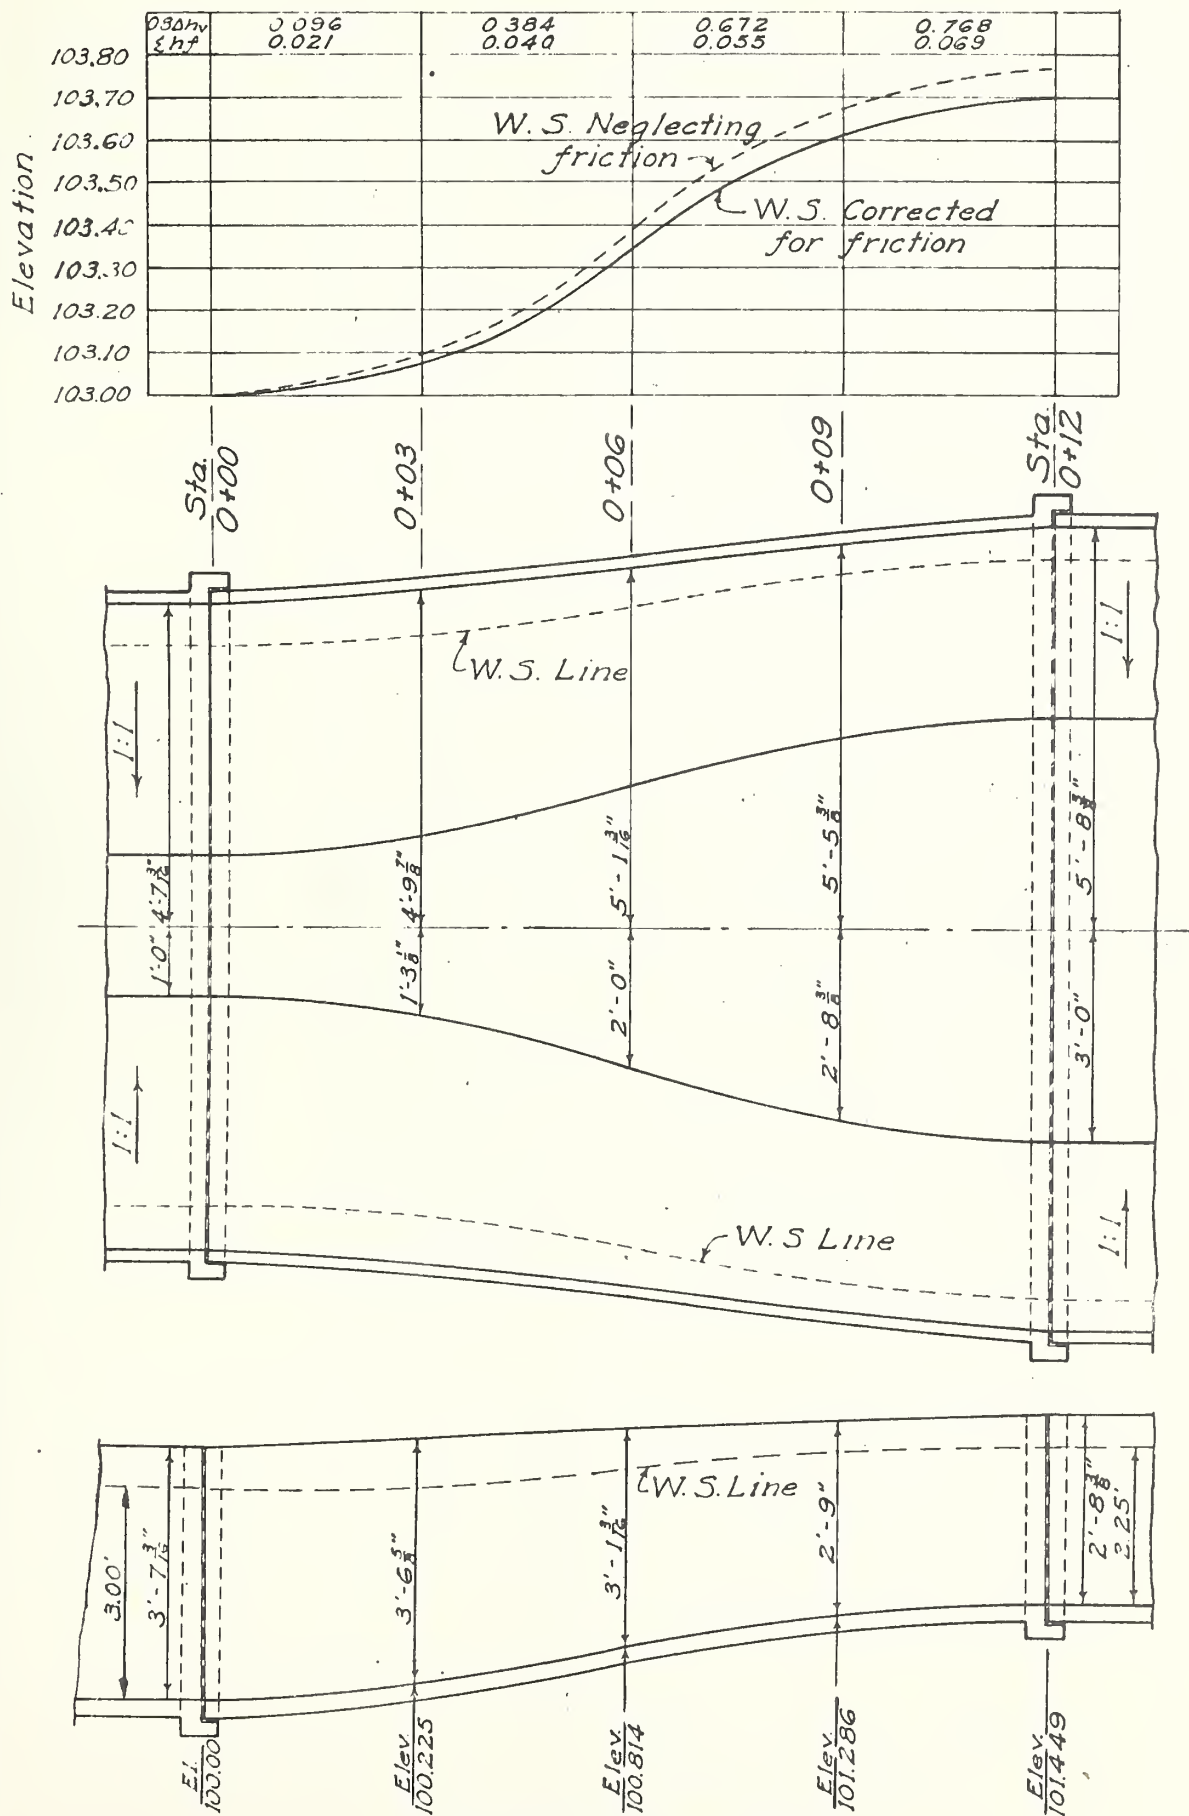 0.8Δhv 0.096 0.384 0.672 0.768
Σhf 0.021 0.040 0.055 0.069
Elevation
103.80
103.70
103.60
103.50
103.40
103.30
103.20
103.10
103.00
W. S. Neglecting
friction
W. S. Corrected
for friction
Sta.
0+00
0+03
0+06
0+09
Sta.
0+12
W. S. Line
1:1
1:1
1'-0" 4'-7 3/16"
1'-3 1/8" 4'-9 7/8"
2'-0" 5'-1 3/16"
2'-8 3/8" 5'-5 3/8"
3'-0" 5'-8 3/8"
1:1
1:1
W. S Line
W. S. Line
3.00'
3'-7 3/16"
3'-6 5/8"
3'-1 3/16"
2'-9"
2'-8 3/8"
2.25'
El.
100.00
Elev.
100.225
Elev.
100.814
Elev.
101.286
Elev.
101.449